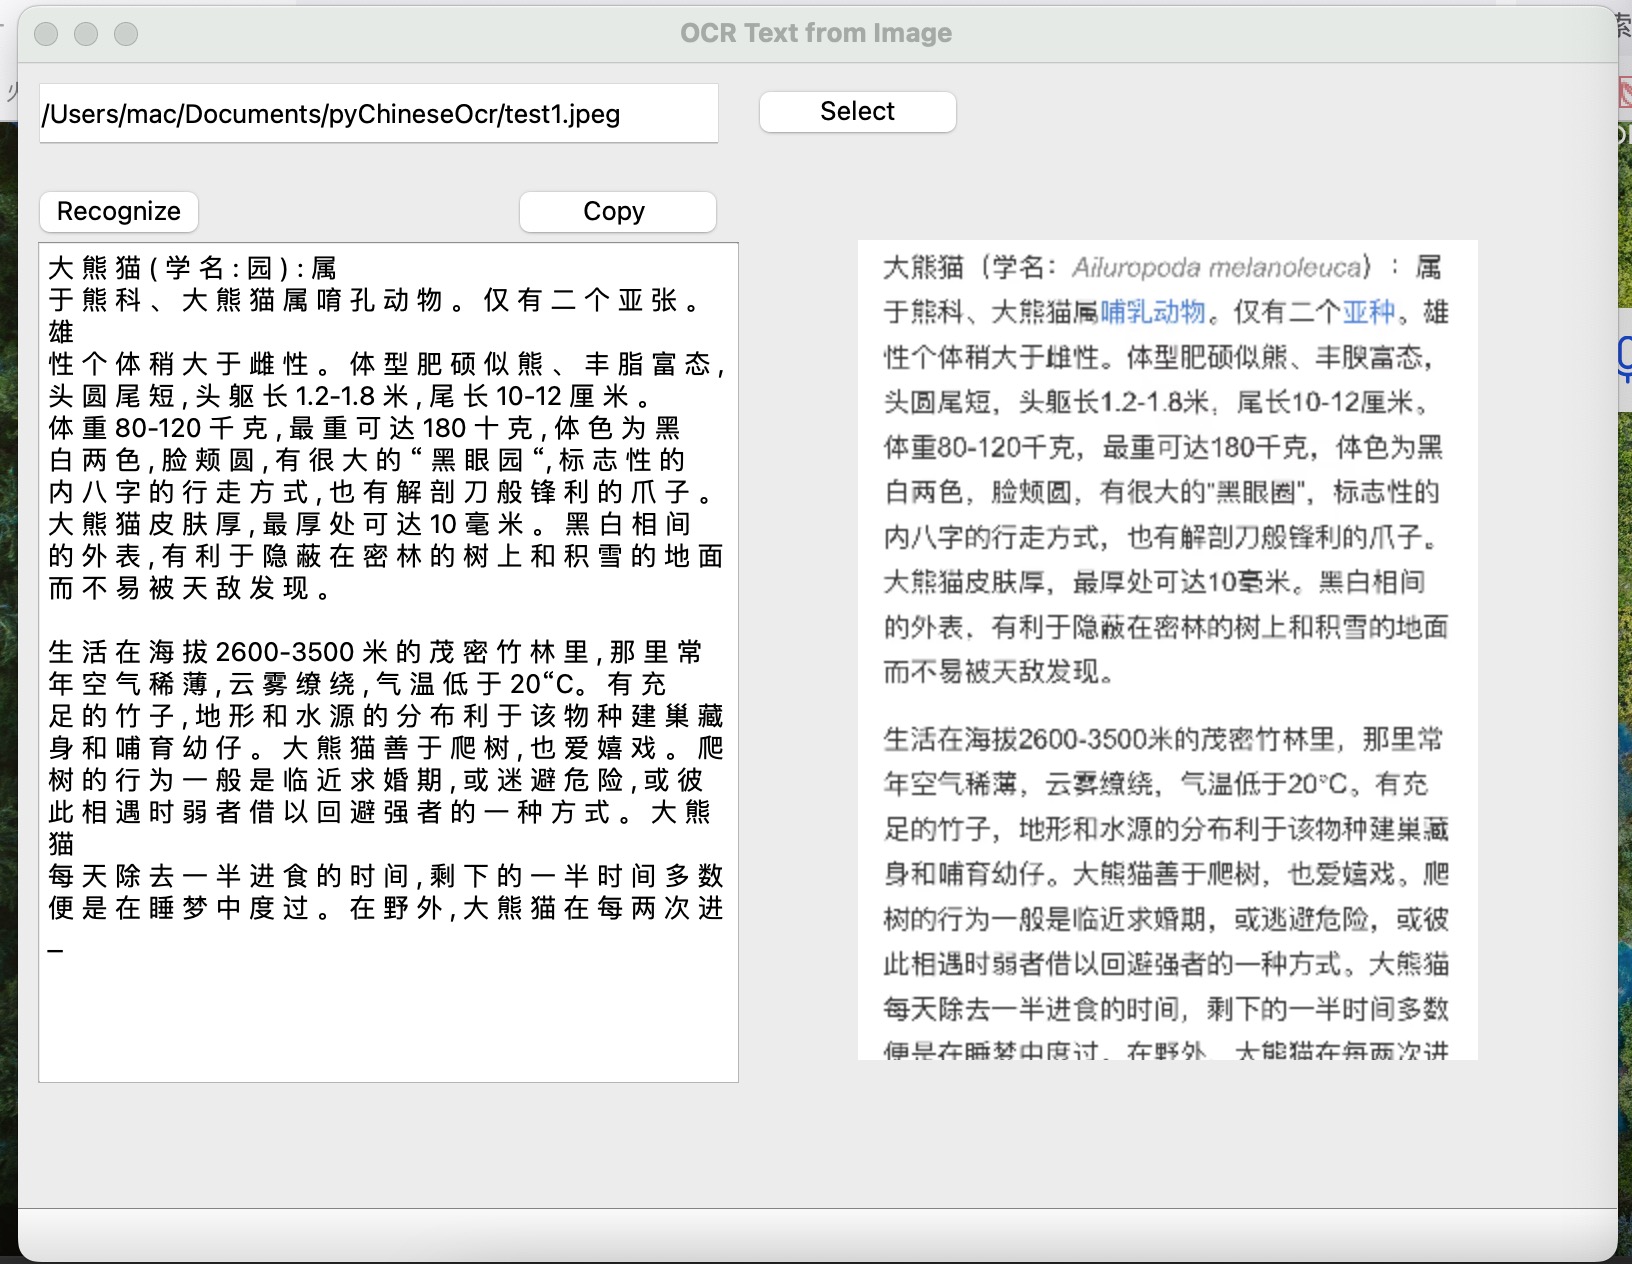 OCR Text from Image
/Users/mac/Documents/pyChineseOcr/test1.jpeg
Select
Recognize
Copy
大熊猫(学名:园):属
于熊科、大熊猫属唷孔动物。仅有二个亚张。
雄
性个体稍大于雌性。体型肥硕似熊、丰脂富态,
头圆尾短,头躯长1.2-1.8米,尾长10-12厘米。
体重80-120千克,最重可达180十克,体色为黑
白两色,脸颊圆,有很大的“黑眼园“,标志性的
内八字的行走方式,也有解剖刀般锋利的爪子。
大熊猫皮肤厚,最厚处可达10毫米。黑白相间
的外表,有利于隐蔽在密林的树上和积雪的地面
而不易被天敌发现。
生活在海拔2600-3500米的茂密竹林里,那里常
年空气稀薄,云雾缭绕,气温低于20“C。有充
足的竹子,地形和水源的分布利于该物种建巢藏
身和哺育幼仔。大熊猫善于爬树,也爱嬉戏。爬
树的行为一般是临近求婚期,或迷避危险,或彼
此相遇时弱者借以回避强者的一种方式。大熊
猫
每天除去一半进食的时间,剩下的一半时间多数
便是在睡梦中度过。在野外,大熊猫在每两次进
_
大熊猫（学名：Ailuropoda melanoleuca）：属
于熊科、大熊猫属哺乳动物。仅有二个亚种。雄
性个体稍大于雌性。体型肥硕似熊、丰腴富态，
头圆尾短，头躯长1.2-1.8米，尾长10-12厘米。
体重80-120千克，最重可达180千克，体色为黑
白两色，脸颊圆，有很大的“黑眼圈”，标志性的
内八字的行走方式，也有解剖刀般锋利的爪子。
大熊猫皮肤厚，最厚处可达10毫米。黑白相间
的外表，有利于隐蔽在密林的树上和积雪的地面
而不易被天敌发现。
生活在海拔2600-3500米的茂密竹林里，那里常
年空气稀薄，云雾缭绕，气温低于20°C。有充
足的竹子，地形和水源的分布利于该物种建巢藏
身和哺育幼仔。大熊猫善于爬树，也爱嬉戏。爬
树的行为一般是临近求婚期，或逃避危险，或彼
此相遇时弱者借以回避强者的一种方式。大熊猫
每天除去一半进食的时间，剩下的一半时间多数
便是在睡梦中度过。在野外，大熊猫在每两次进
索